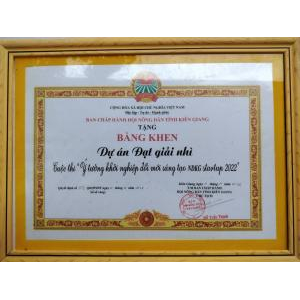 CỘNG HÒA XÃ HỘI CHỦ NGHĨA VIỆT NAM
Độc lập - Tự do - Hạnh phúc
BAN CHẤP HÀNH HỘI NÔNG DÂN TỈNH KIÊN GIANG
TẶNG
BẰNG KHEN
Dự án Đạt giải nhì
Cuộc thi "Ý tưởng khởi nghiệp đổi mới sáng tạo NDKG startup 2022"